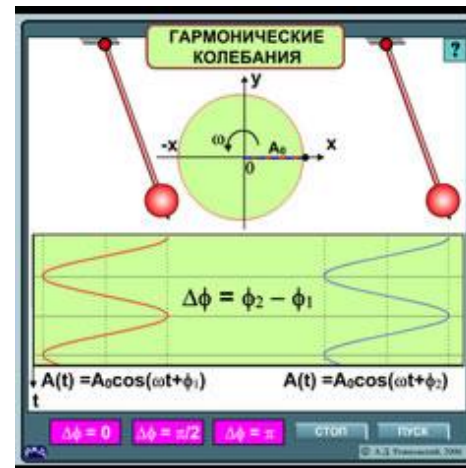 ГАРМОНИЧЕСКИЕ
КОЛЕБАНИЯ
?
y
ω
A₀
-x
x
0
Δϕ = ϕ₂ − ϕ₁
A(t) =A₀cos(ωt+ϕ₁)
A(t) =A₀cos(ωt+ϕ₂)
t
Δϕ = 0
Δϕ = π/2
Δϕ = π
СТОП
ПУСК